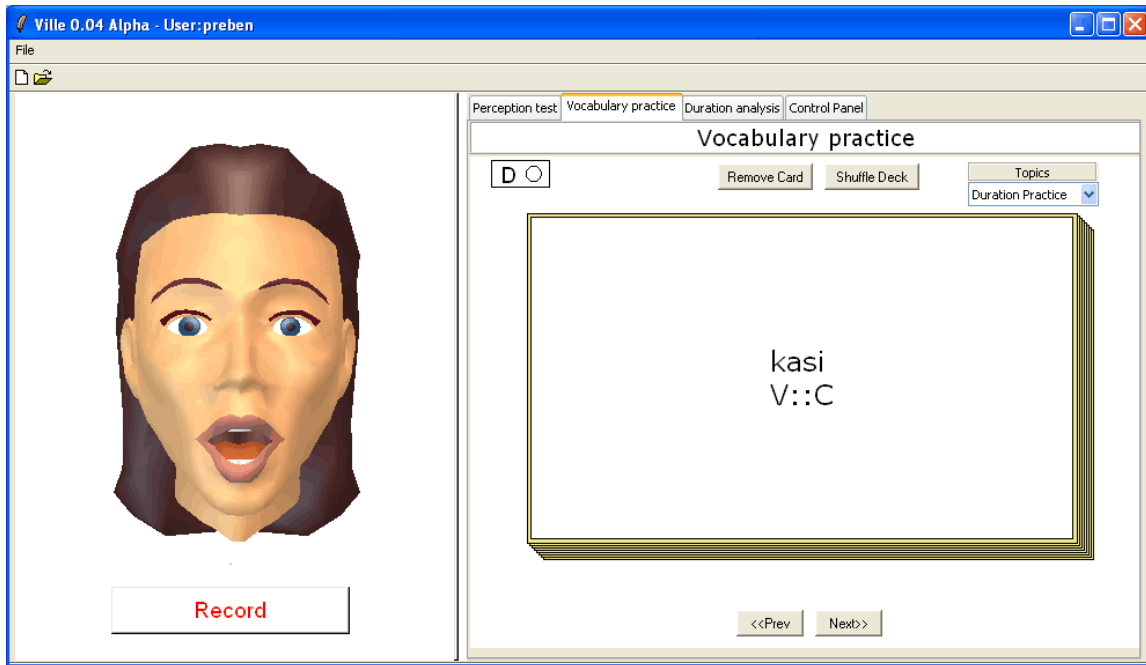 Ville 0.04 Alpha - User:preben
File
Perception test Vocabulary practice Duration analysis Control Panel
Vocabulary practice
D Remove Card Shuffle Deck Topics
Duration Practice
kasi
V::C
Record
<<Prev Next>>